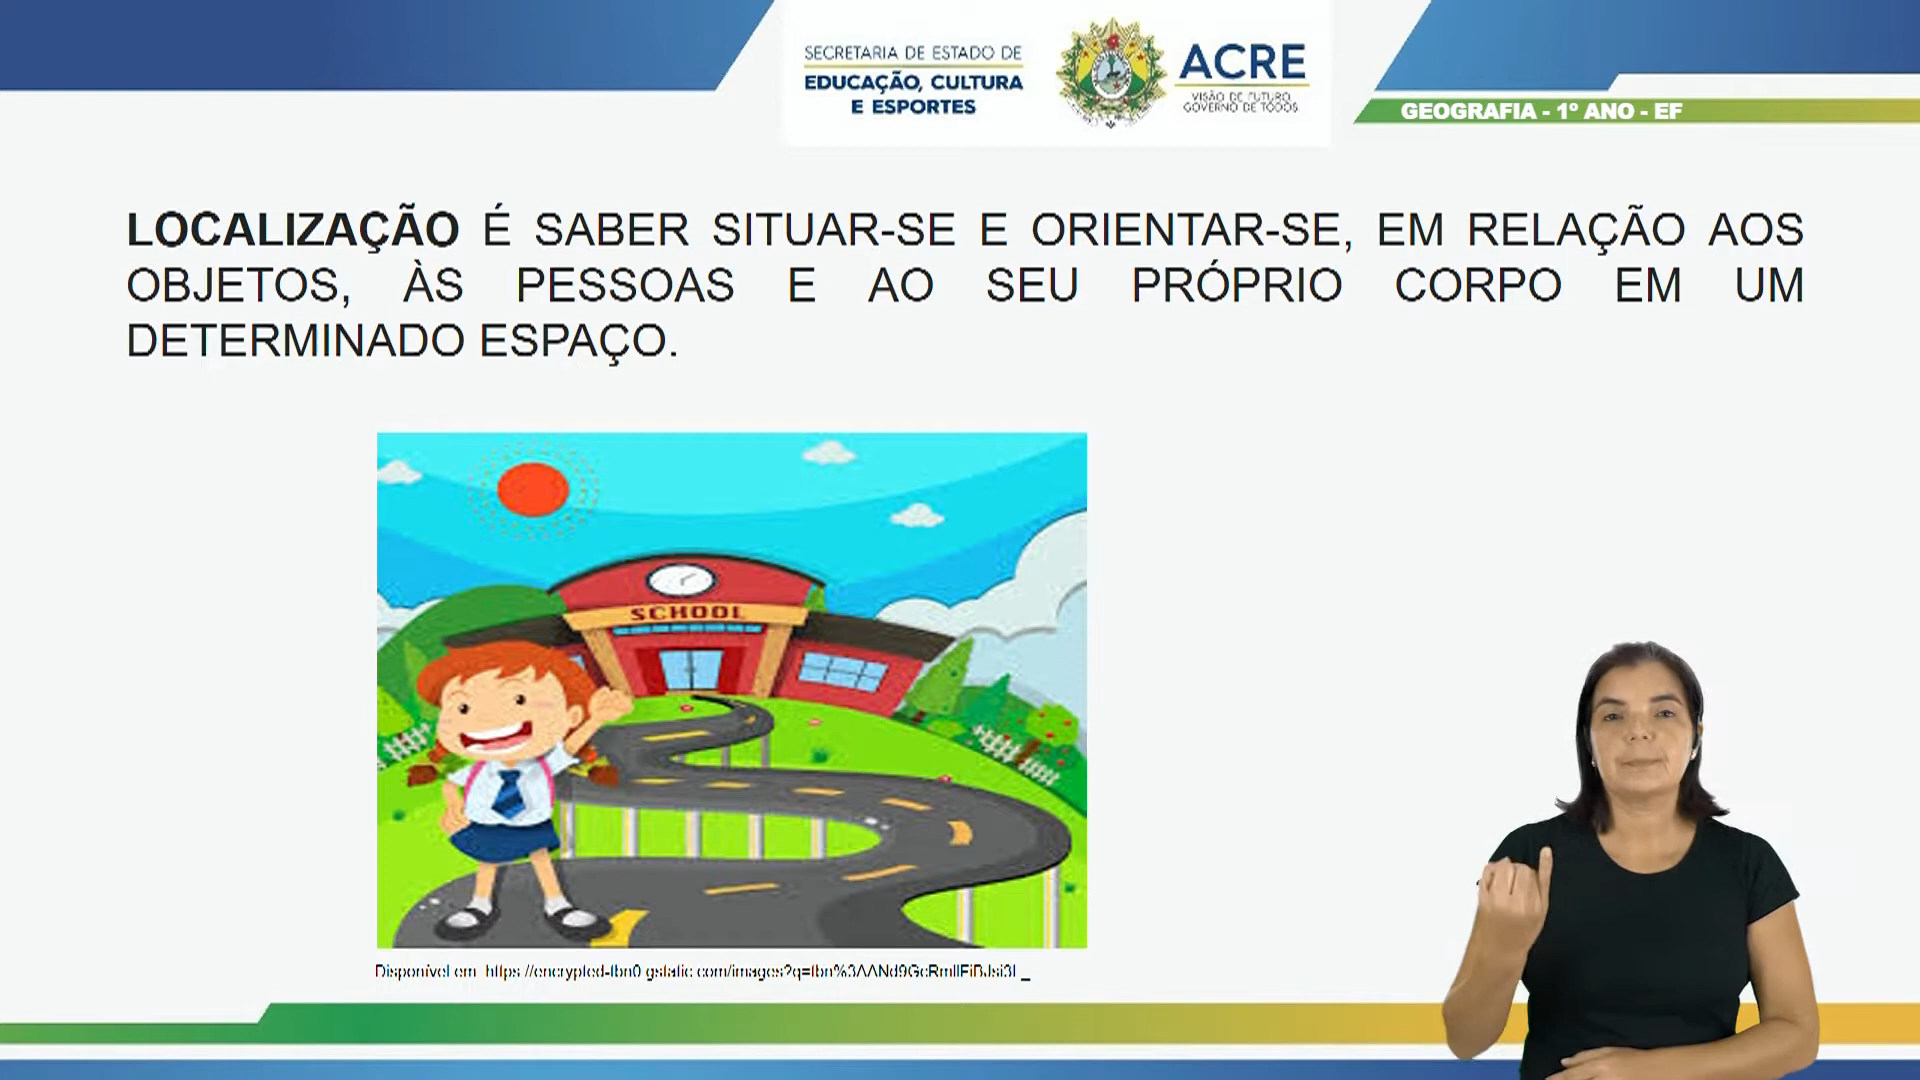 SECRETARIA DE ESTADO DE
EDUCAÇÃO, CULTURA
E ESPORTES
ACRE
VISÃO DE FUTURO,
GOVERNO DE TODOS
GEOGRAFIA - 1º ANO - EF
LOCALIZAÇÃO É SABER SITUAR-SE E ORIENTAR-SE, EM RELAÇÃO AOS
OBJETOS, ÀS PESSOAS E AO SEU PRÓPRIO CORPO EM UM
DETERMINADO ESPAÇO.
SCHOOL
Disponível em